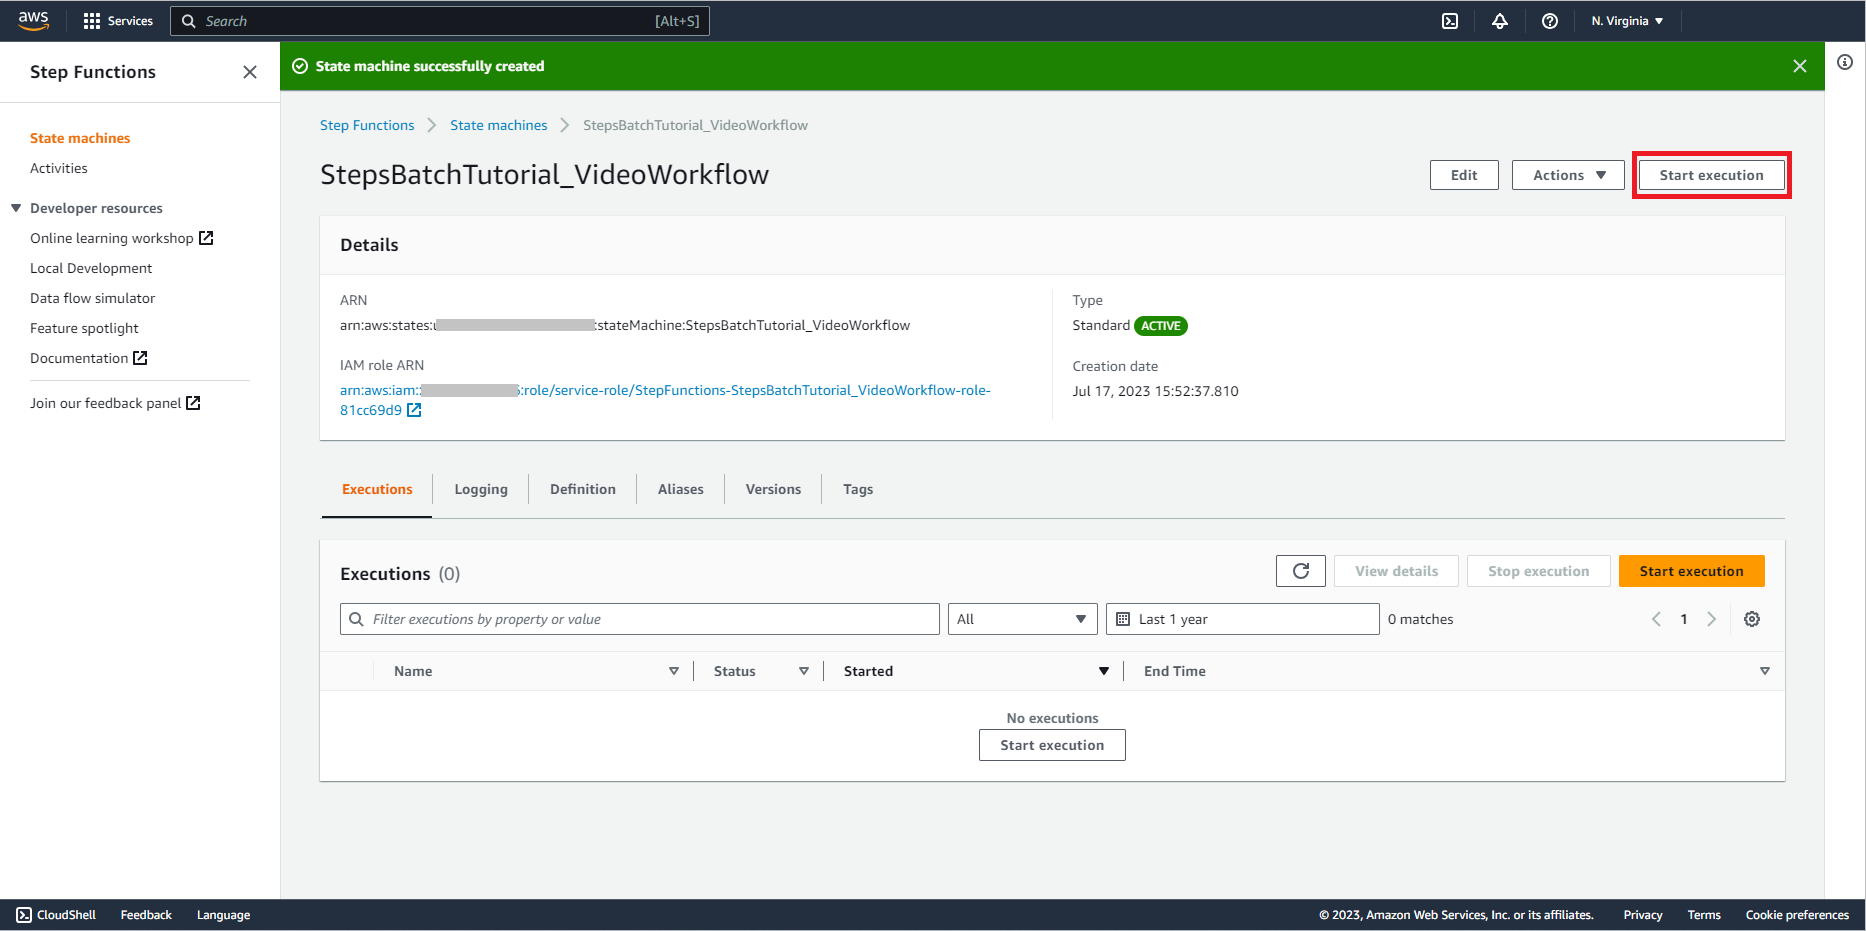 aws
Services
Search
[Alt+S]
N. Virginia
Step Functions
State machines
Activities
Developer resources
Online learning workshop
Local Development
Data flow simulator
Feature spotlight
Documentation
Join our feedback panel
State machine successfully created
Step Functions
State machines
StepsBatchTutorial_VideoWorkflow
StepsBatchTutorial_VideoWorkflow
Edit
Actions
Start execution
Details
ARN
arn:aws:states: :stateMachine:StepsBatchTutorial_VideoWorkflow
IAM role ARN
arn:aws:iam:: :role/service-role/StepFunctions-StepsBatchTutorial_VideoWorkflow-role-
81cc69d9
Type
Standard ACTIVE
Creation date
Jul 17, 2023 15:52:37.810
Executions
Logging
Definition
Aliases
Versions
Tags
Executions (0)
View details
Stop execution
Start execution
Filter executions by property or value
All
Last 1 year
0 matches
1
Name
Status
Started
End Time
No executions
Start execution
CloudShell
Feedback
Language
© 2023, Amazon Web Services, Inc. or its affiliates.
Privacy
Terms
Cookie preferences